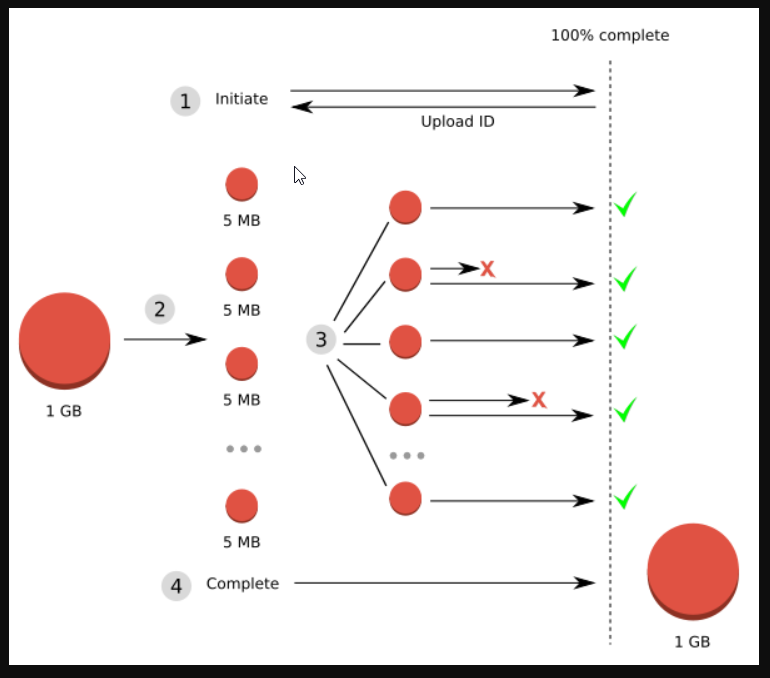 100% complete
1 Initiate
Upload ID
5 MB
5 MB
2
3
X
1 GB
5 MB
X
5 MB
4 Complete
1 GB